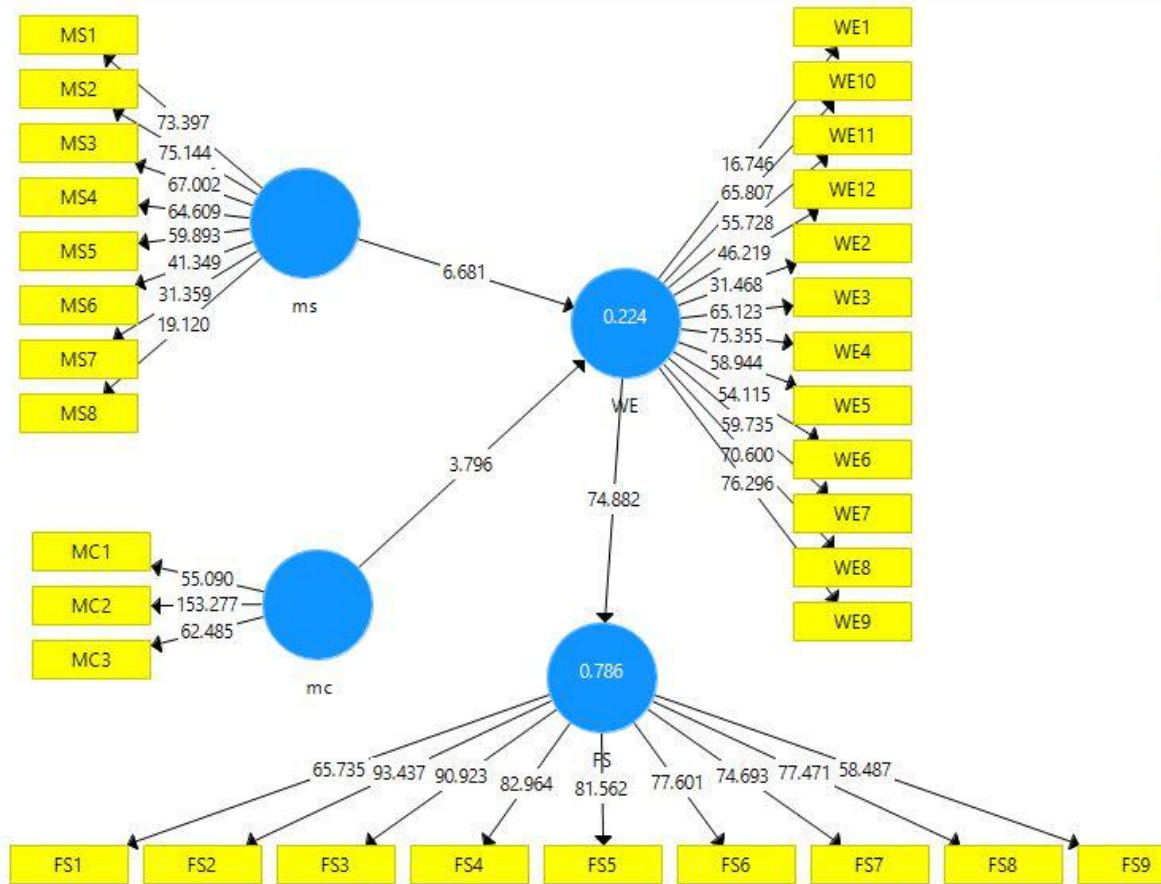 MS1
MS2
MS3
MS4
MS5
MS6
MS7
MS8
73.397
75.144
67.002
64.609
59.893
41.349
31.359
19.120
ms
6.681
MC1
MC2
MC3
55.090
153.277
62.485
mc
3.796
0.224
WE
WE1
WE10
WE11
WE12
WE2
WE3
WE4
WE5
WE6
WE7
WE8
WE9
16.746
65.807
55.728
46.219
31.468
65.123
75.355
58.944
54.115
59.735
70.600
76.296
74.882
0.786
FS
65.735
93.437
90.923
82.964
81.562
77.601
74.693
77.471
58.487
FS1
FS2
FS3
FS4
FS5
FS6
FS7
FS8
FS9